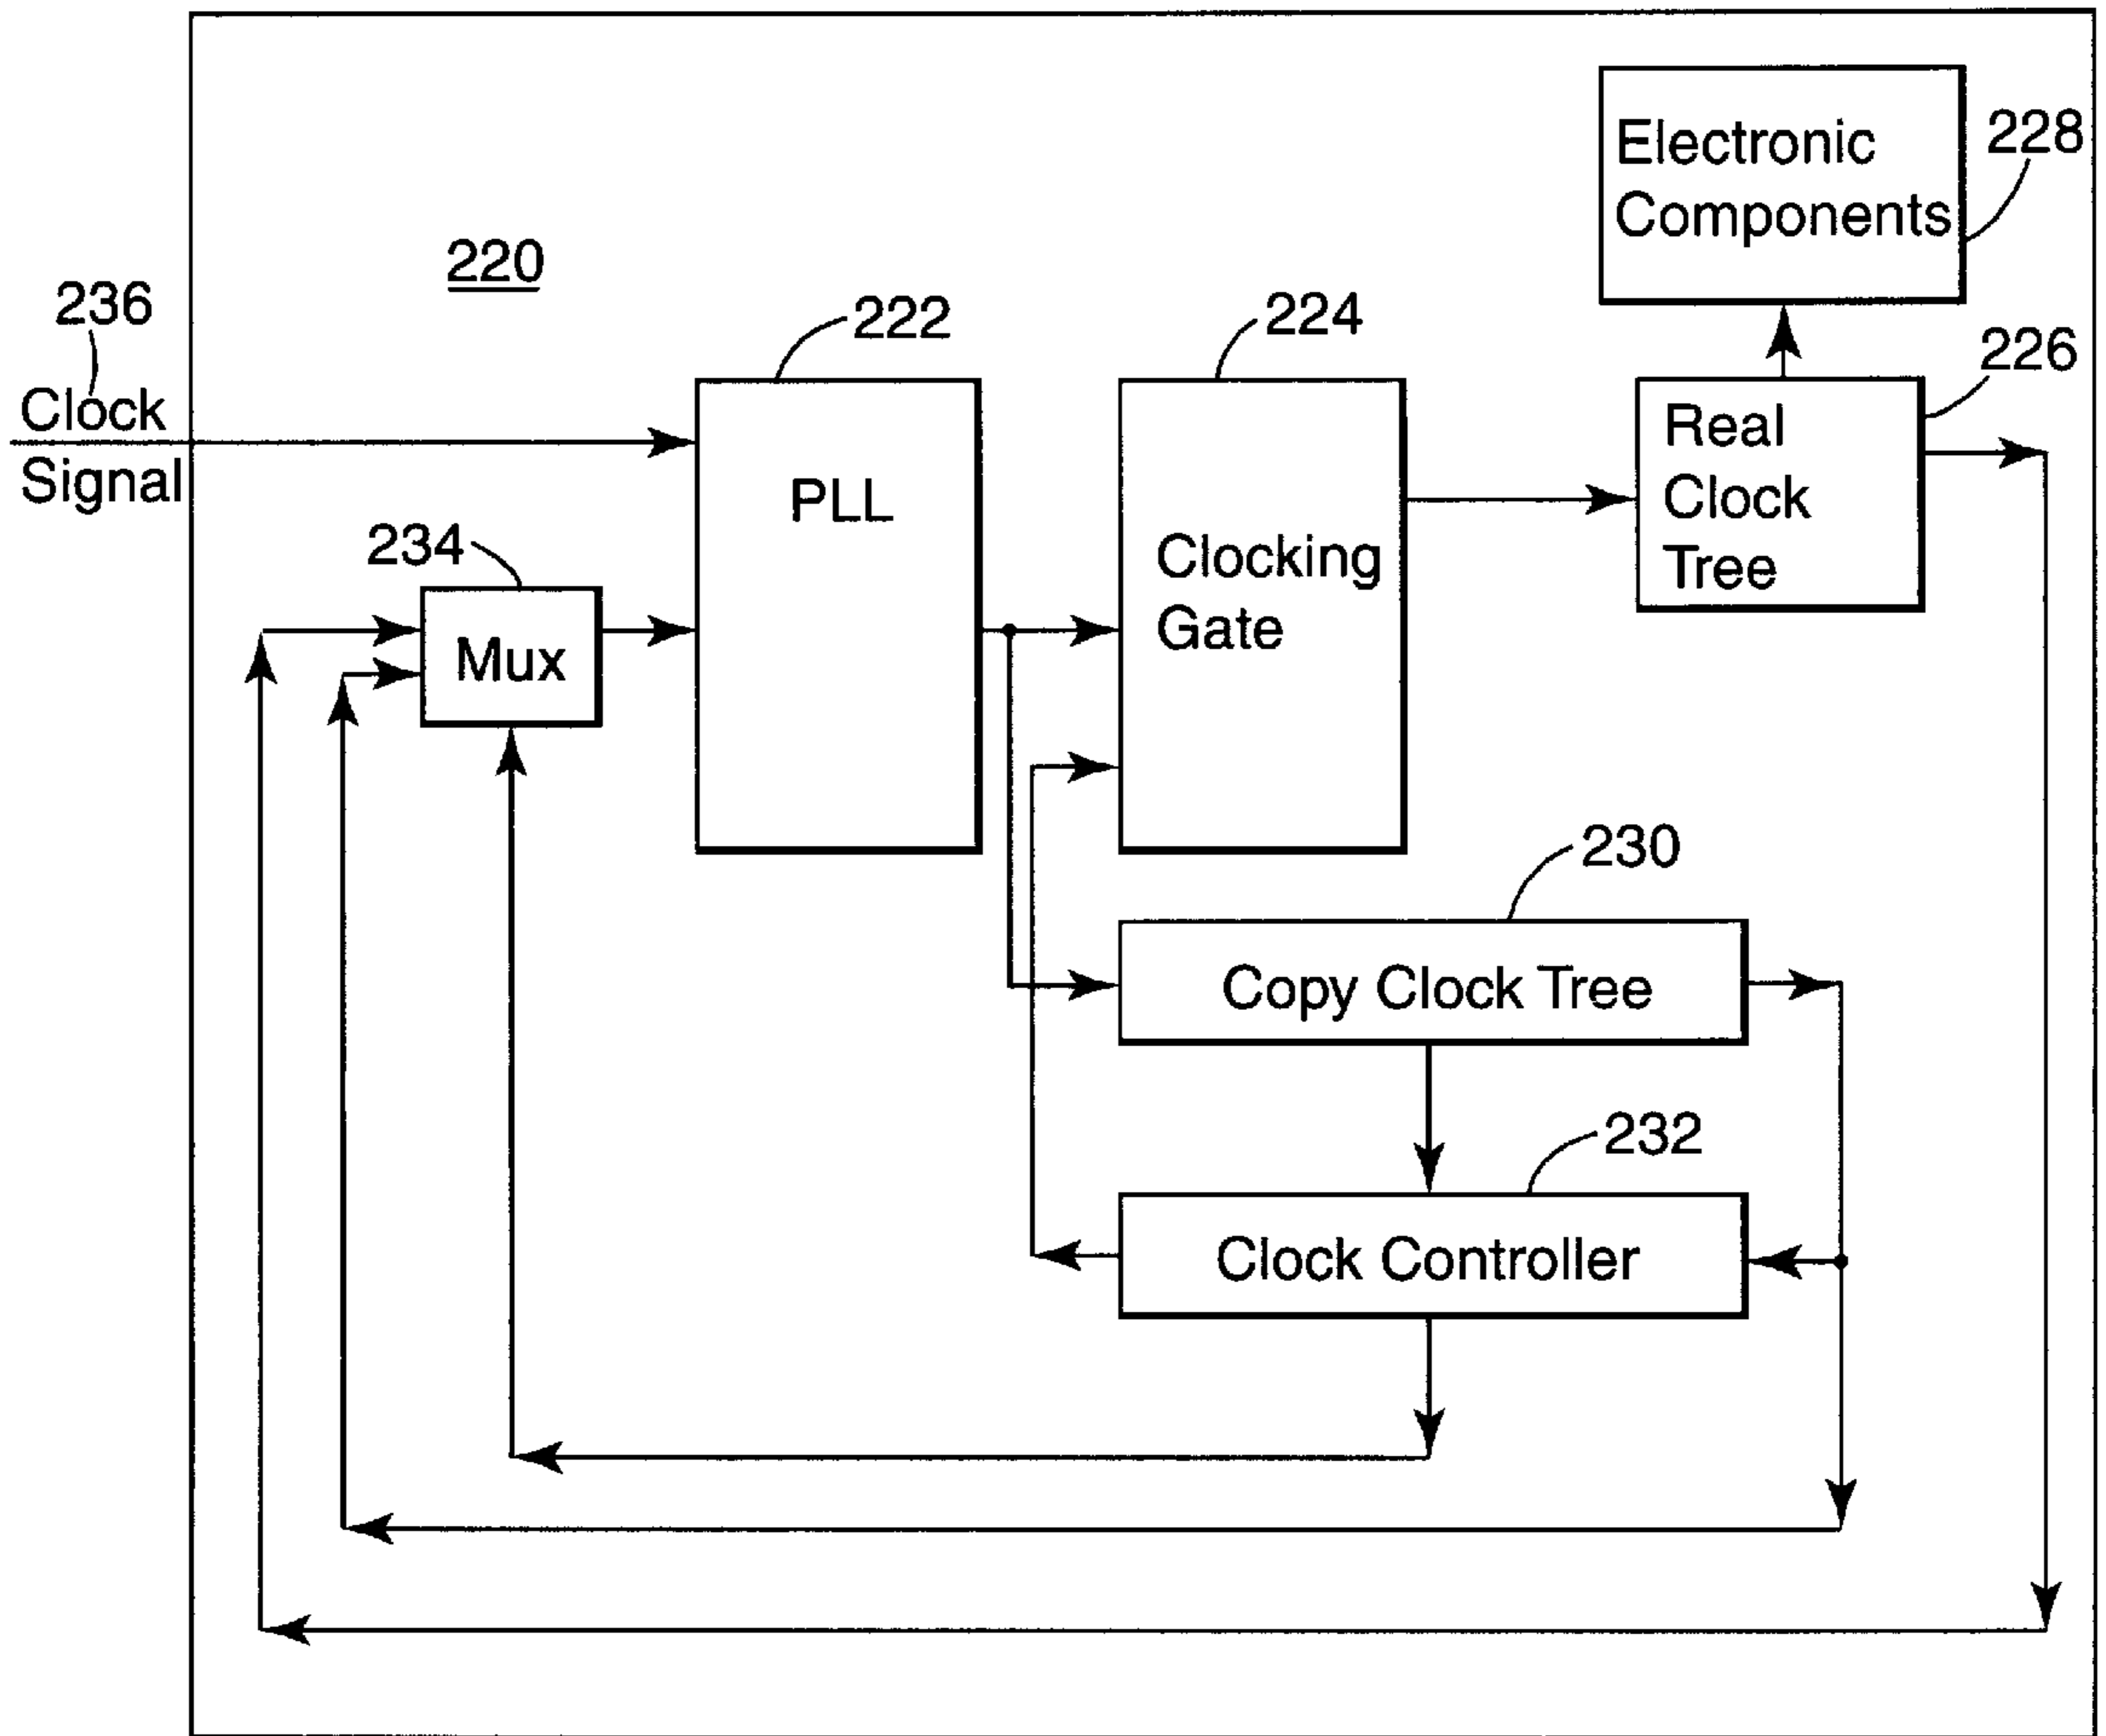 Electronic
Components
228
220
236
222
224
226
Clock
Signal
PLL
Real
Clock
Tree
234
Clocking
Gate
Mux
230
Copy Clock Tree
232
Clock Controller